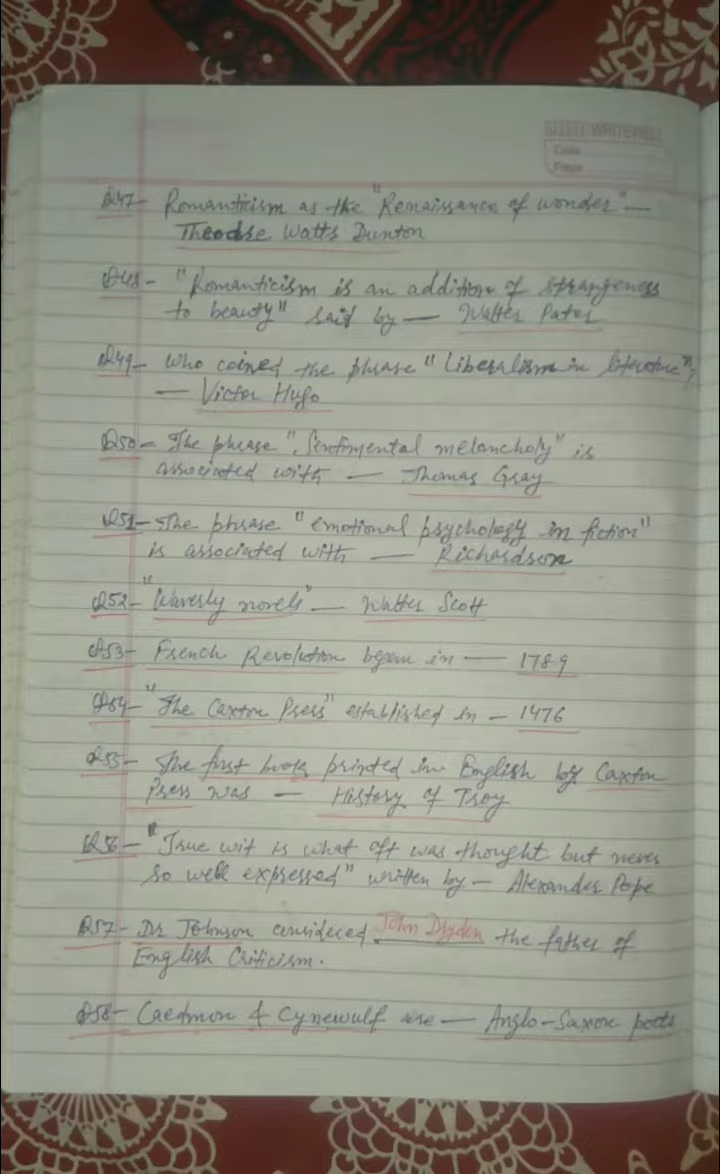 STEEL WRITEWELL
Date
Page
Q47- Romanticism as the "Renaissance of wonder" —
Theodre Watts Dunton
Q48- "Romanticism is an addition of strangeness
to beauty" said by — Walter Pater
Q49- Who coined the phrase "liberalism in literature"?
— Victor Hugo
Q50- The phrase "Sentimental melancholy" is
associated with — Thomas Gray
Q51- The phrase "emotional psychology in fiction"
is associated with — Richardson
Q52- "Waverly novels" — Walter Scott
Q53- French Revolution began in — 1789
Q54- "The Caxton Press" established in - 1476
Q55- The first book printed in English by Caxton
Press was — History of Troy
Q56- "True wit is what oft was thought but never
so well expressed" written by - Alexander Pope
Q57- Dr Johnson considered John Dryden the father of
English Criticism.
Q58- Caedmon & Cynewulf are — Anglo-Saxon poets